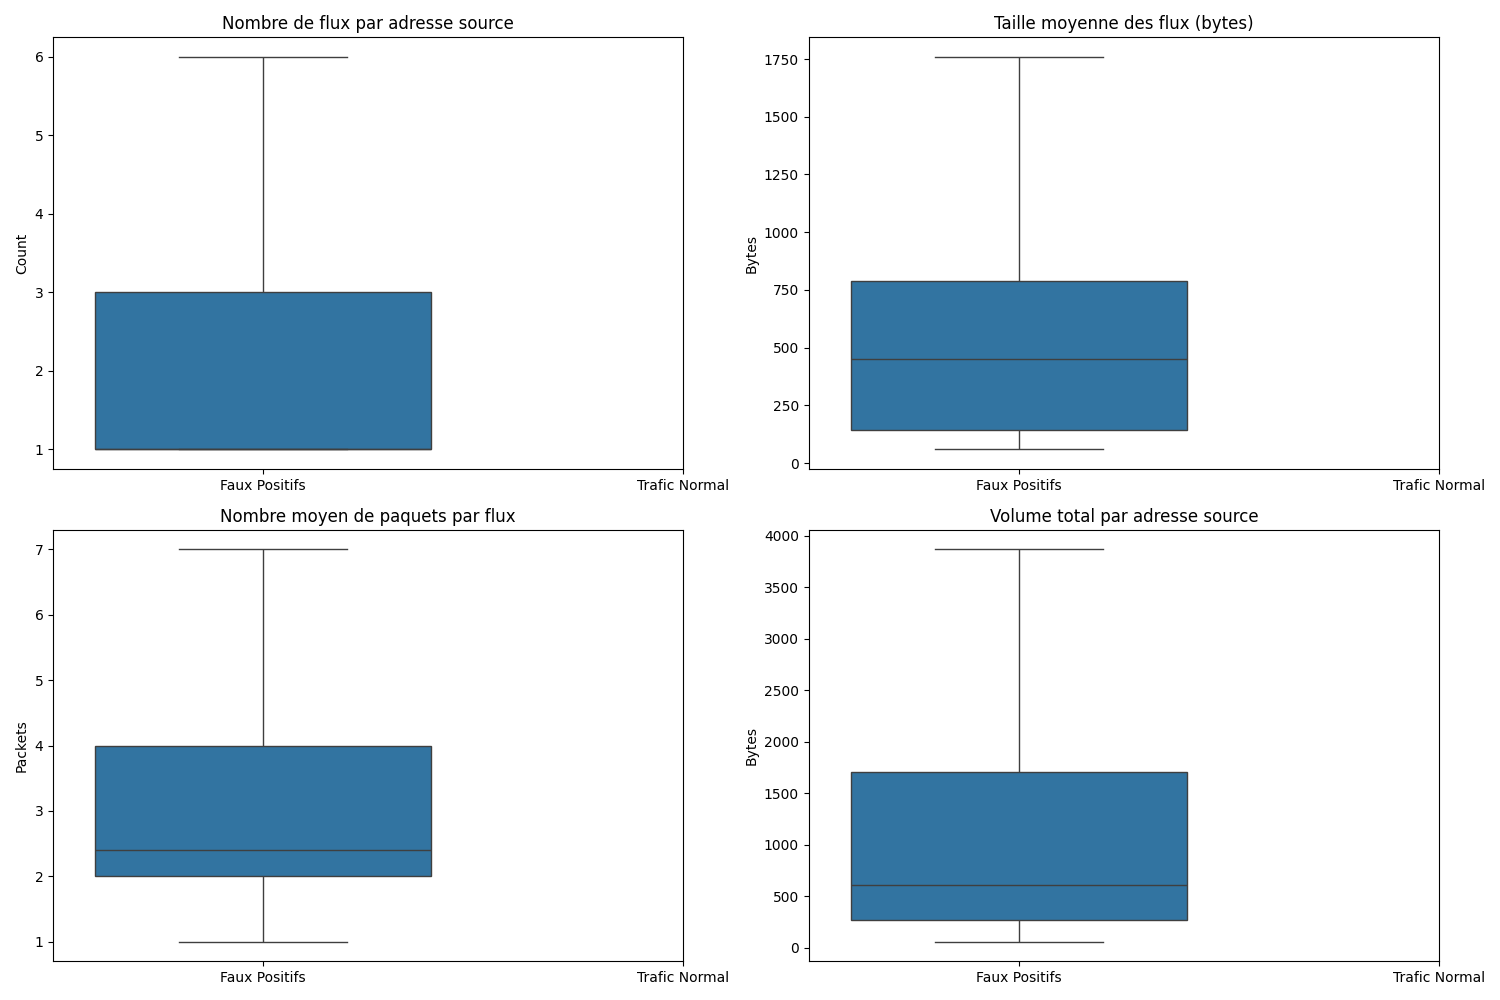 Nombre de flux par adresse source
6
5
4
3
2
1
Count
Faux Positifs
Trafic Normal
Taille moyenne des flux (bytes)
1750
1500
1250
1000
750
500
250
0
Bytes
Faux Positifs
Trafic Normal
Nombre moyen de paquets par flux
7
6
5
4
3
2
1
Packets
Faux Positifs
Trafic Normal
Volume total par adresse source
4000
3500
3000
2500
2000
1500
1000
500
0
Bytes
Faux Positifs
Trafic Normal